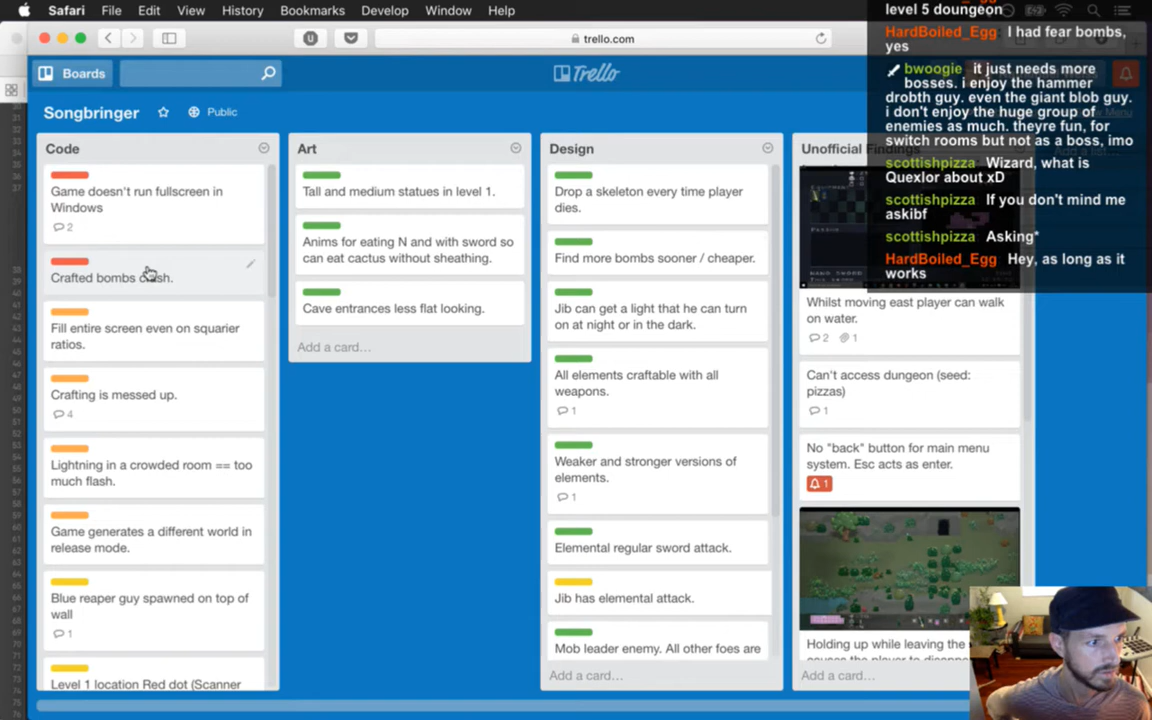 Safari File Edit View History Bookmarks Develop Window Help
trello.com
Boards
Trello
Songbringer
Public
Code
Game doesn't run fullscreen in
Windows
2
Crafted bombs
Fill entire screen even on squarier
ratios.
Crafting is messed up.
4
Lightning in a crowded room == too
much flash.
Game generates a different world in
release mode.
Blue reaper guy spawned on top of
wall
1
Level 1 location Red dot (Scanner
Art
Tall and medium statues in level 1.
Anims for eating N and with sword so
can eat cactus without sheathing.
Cave entrances less flat looking.
Add a card…
Design
Drop a skeleton every time player
dies.
Find more bombs sooner / cheaper.
Jib can get a light that he can turn
on at night or in the dark.
All elements craftable with all
weapons.
1
Weaker and stronger versions of
elements.
1
Elemental regular sword attack.
Jib has elemental attack.
Mob leader enemy. All other foes are
Add a card…
Unofficial Findings
Whilst moving east player can walk
on water.
2 1
Can't access dungeon (seed:
pizzas)
1
No "back" button for main menu
system. Esc acts as enter.
1
Holding up while leaving the
Add a card…
level 5 doungeon
HardBoiled_Egg I had fear bombs,
yes
bwoogie it just needs more
bosses. i enjoy the hammer
drobth guy. even the giant blob guy.
i don't enjoy the huge group of
enemies as much. theyre fun, for
switch rooms but not as a boss, imo
scottishpizza Wizard, what is
Quexlor about xD
scottishpizza If you don't mind me
askibf
scottishpizza Asking*
HardBoiled_Egg Hey, as long as it
works